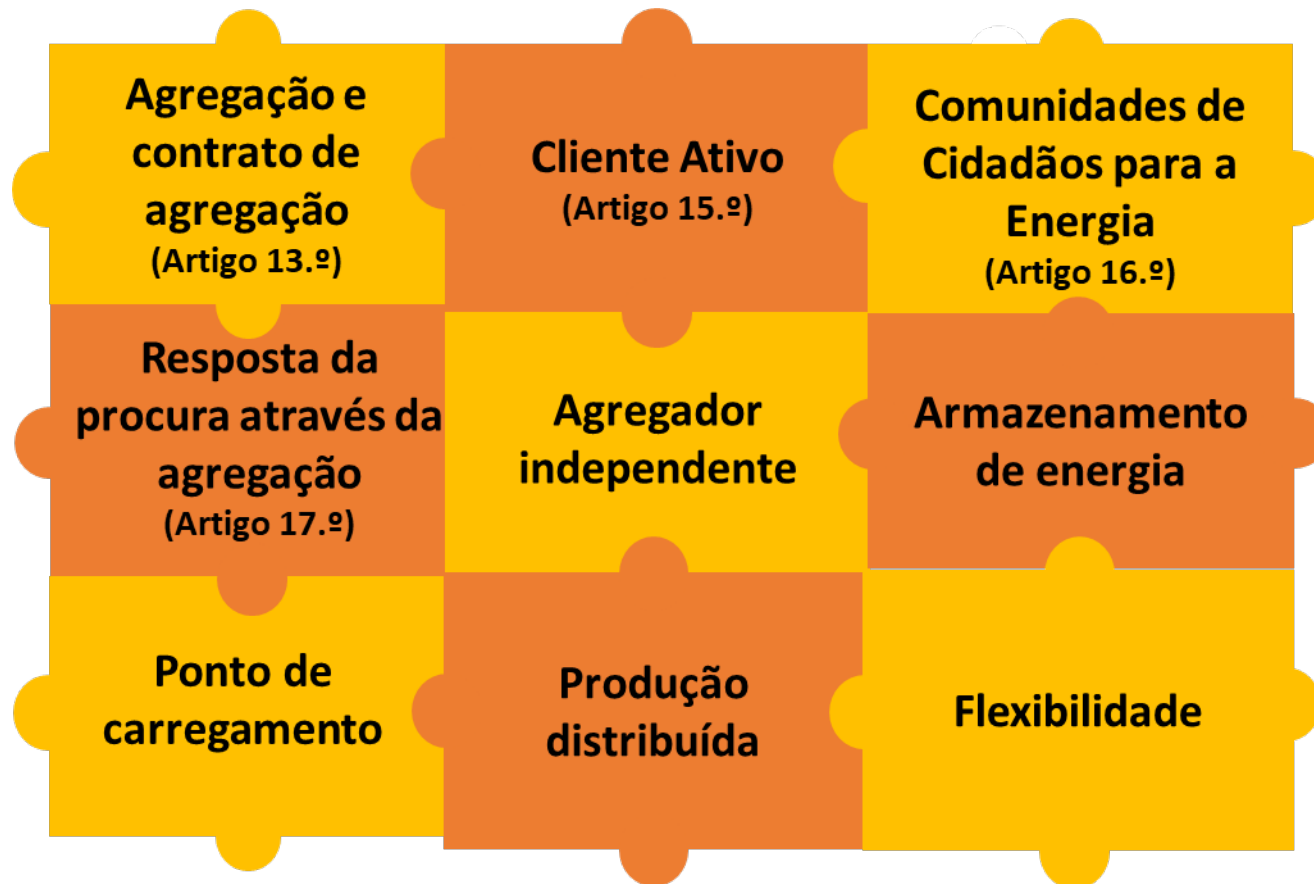 Agregação e
contrato de
agregação
(Artigo 13.º)
Cliente Ativo
(Artigo 15.º)
Comunidades de
Cidadãos para a
Energia
(Artigo 16.º)
Resposta da
procura através da
agregação
(Artigo 17.º)
Agregador
independente
Armazenamento
de energia
Ponto de
carregamento
Produção
distribuída
Flexibilidade